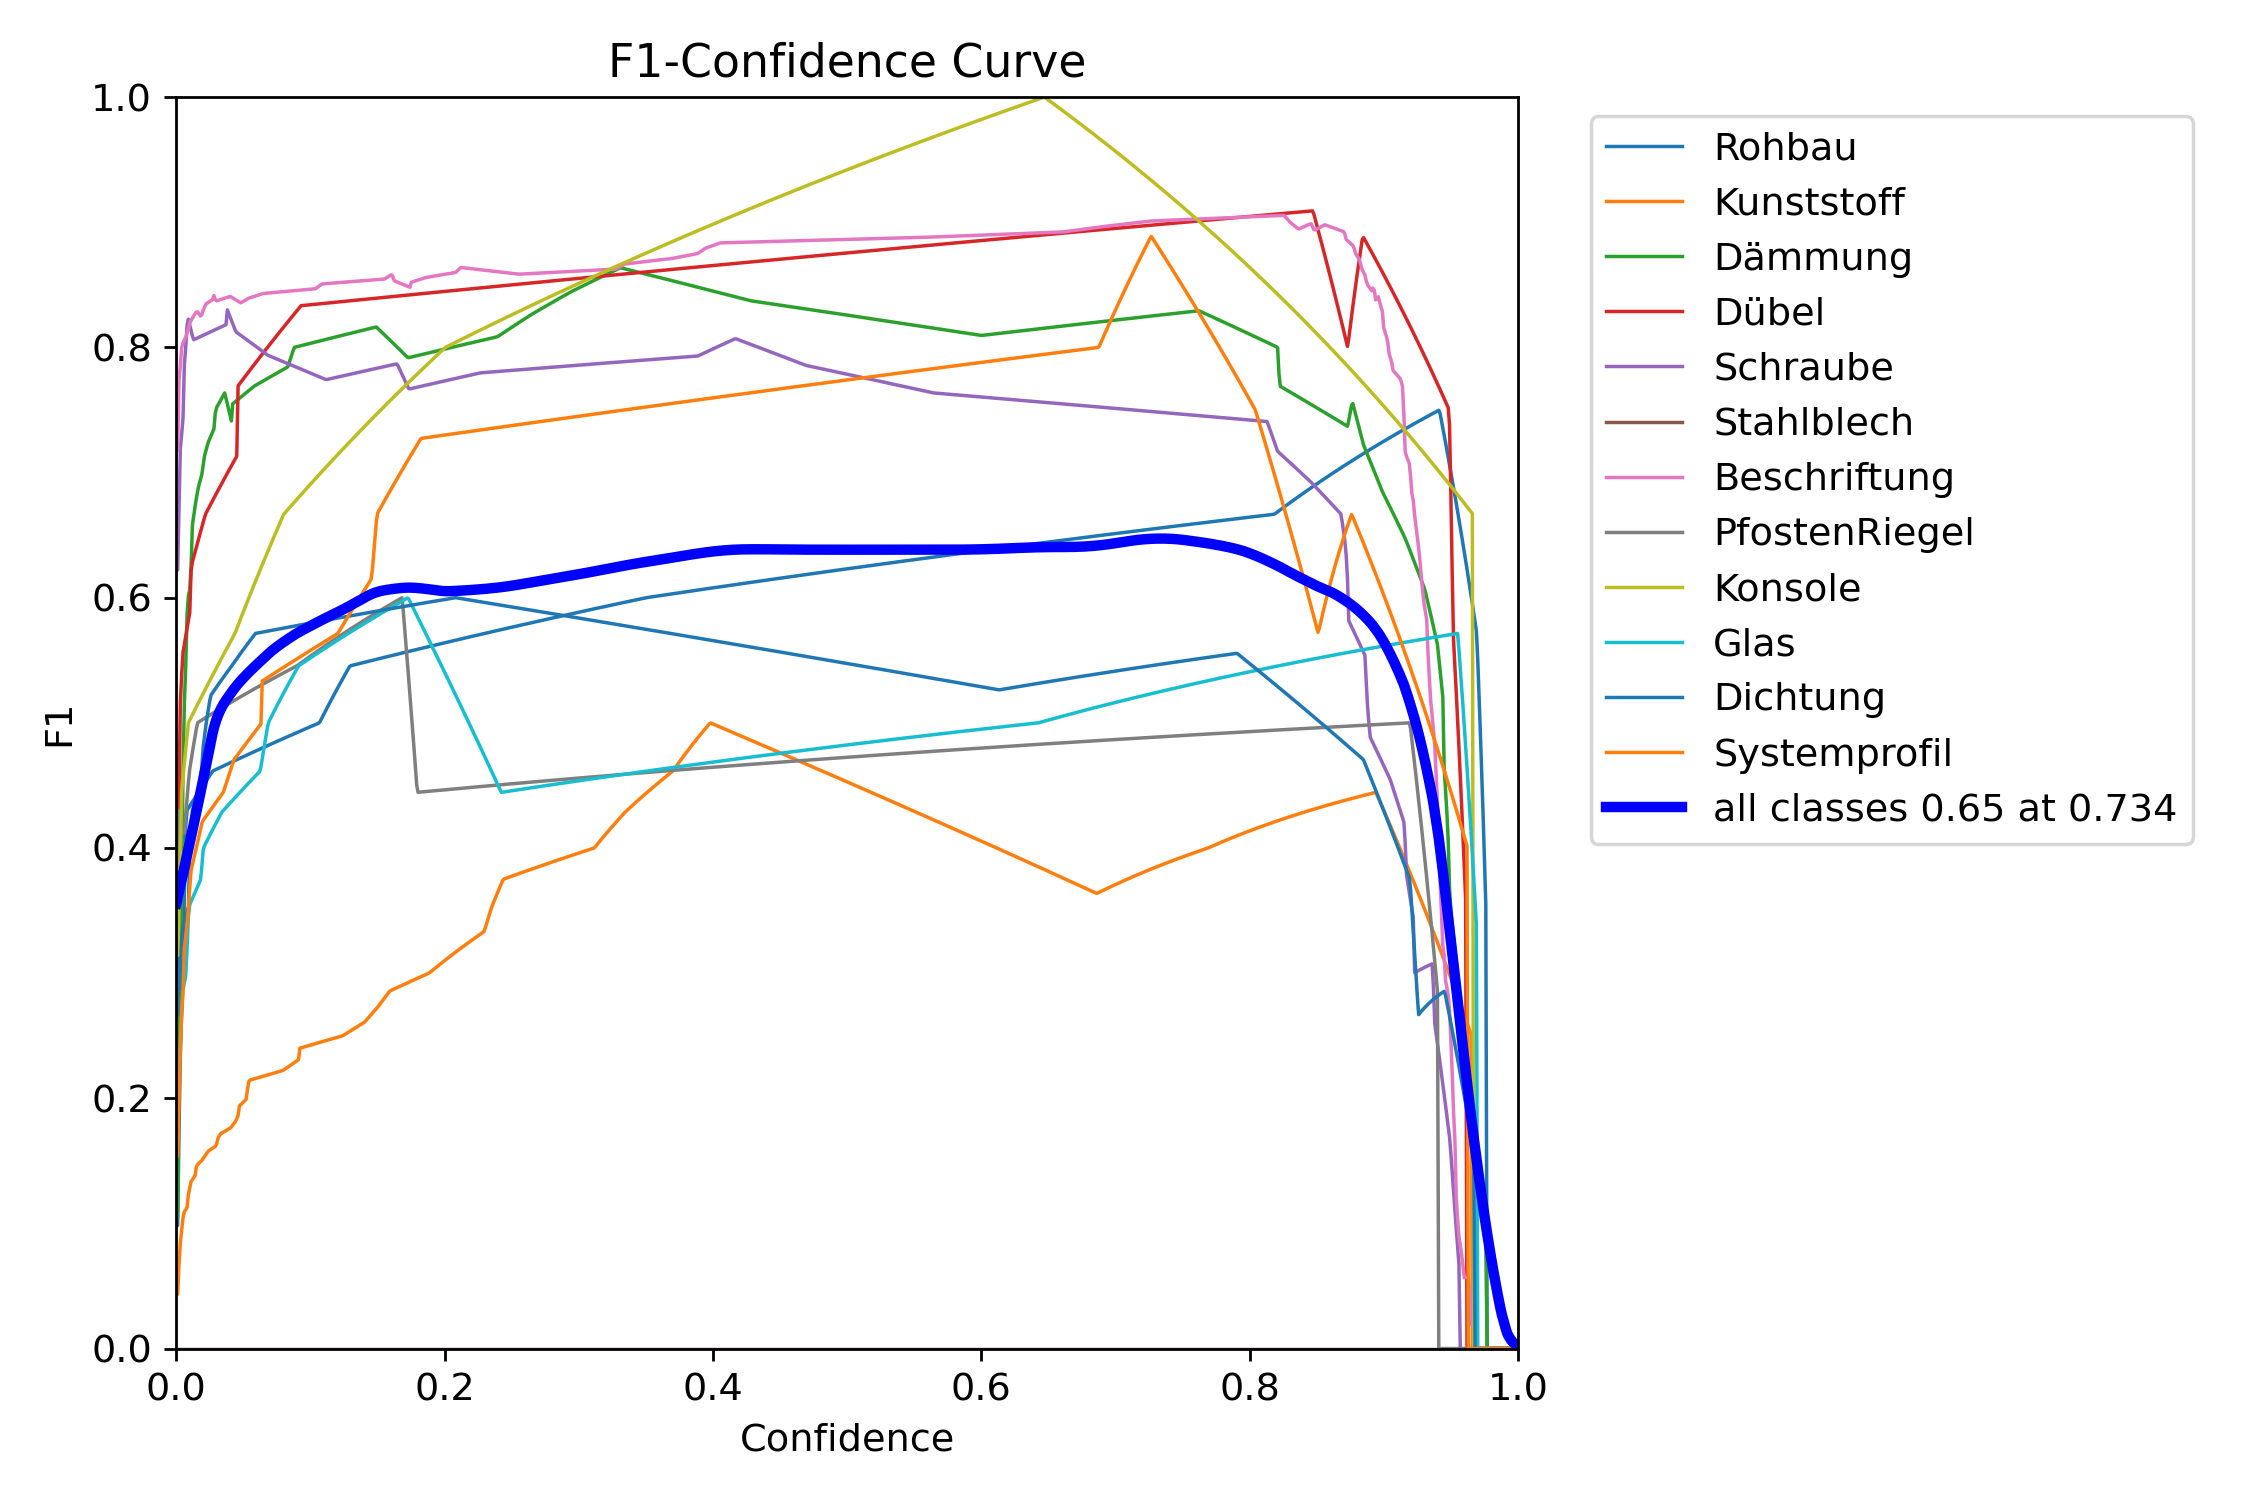 F1-Confidence Curve
1.0
0.8
0.6
0.4
0.2
0.0
F1
0.0 0.2 0.4 0.6 0.8 1.0
Confidence
Rohbau
Kunststoff
Dämmung
Dübel
Schraube
Stahlblech
Beschriftung
PfostenRiegel
Konsole
Glas
Dichtung
Systemprofil
all classes 0.65 at 0.734